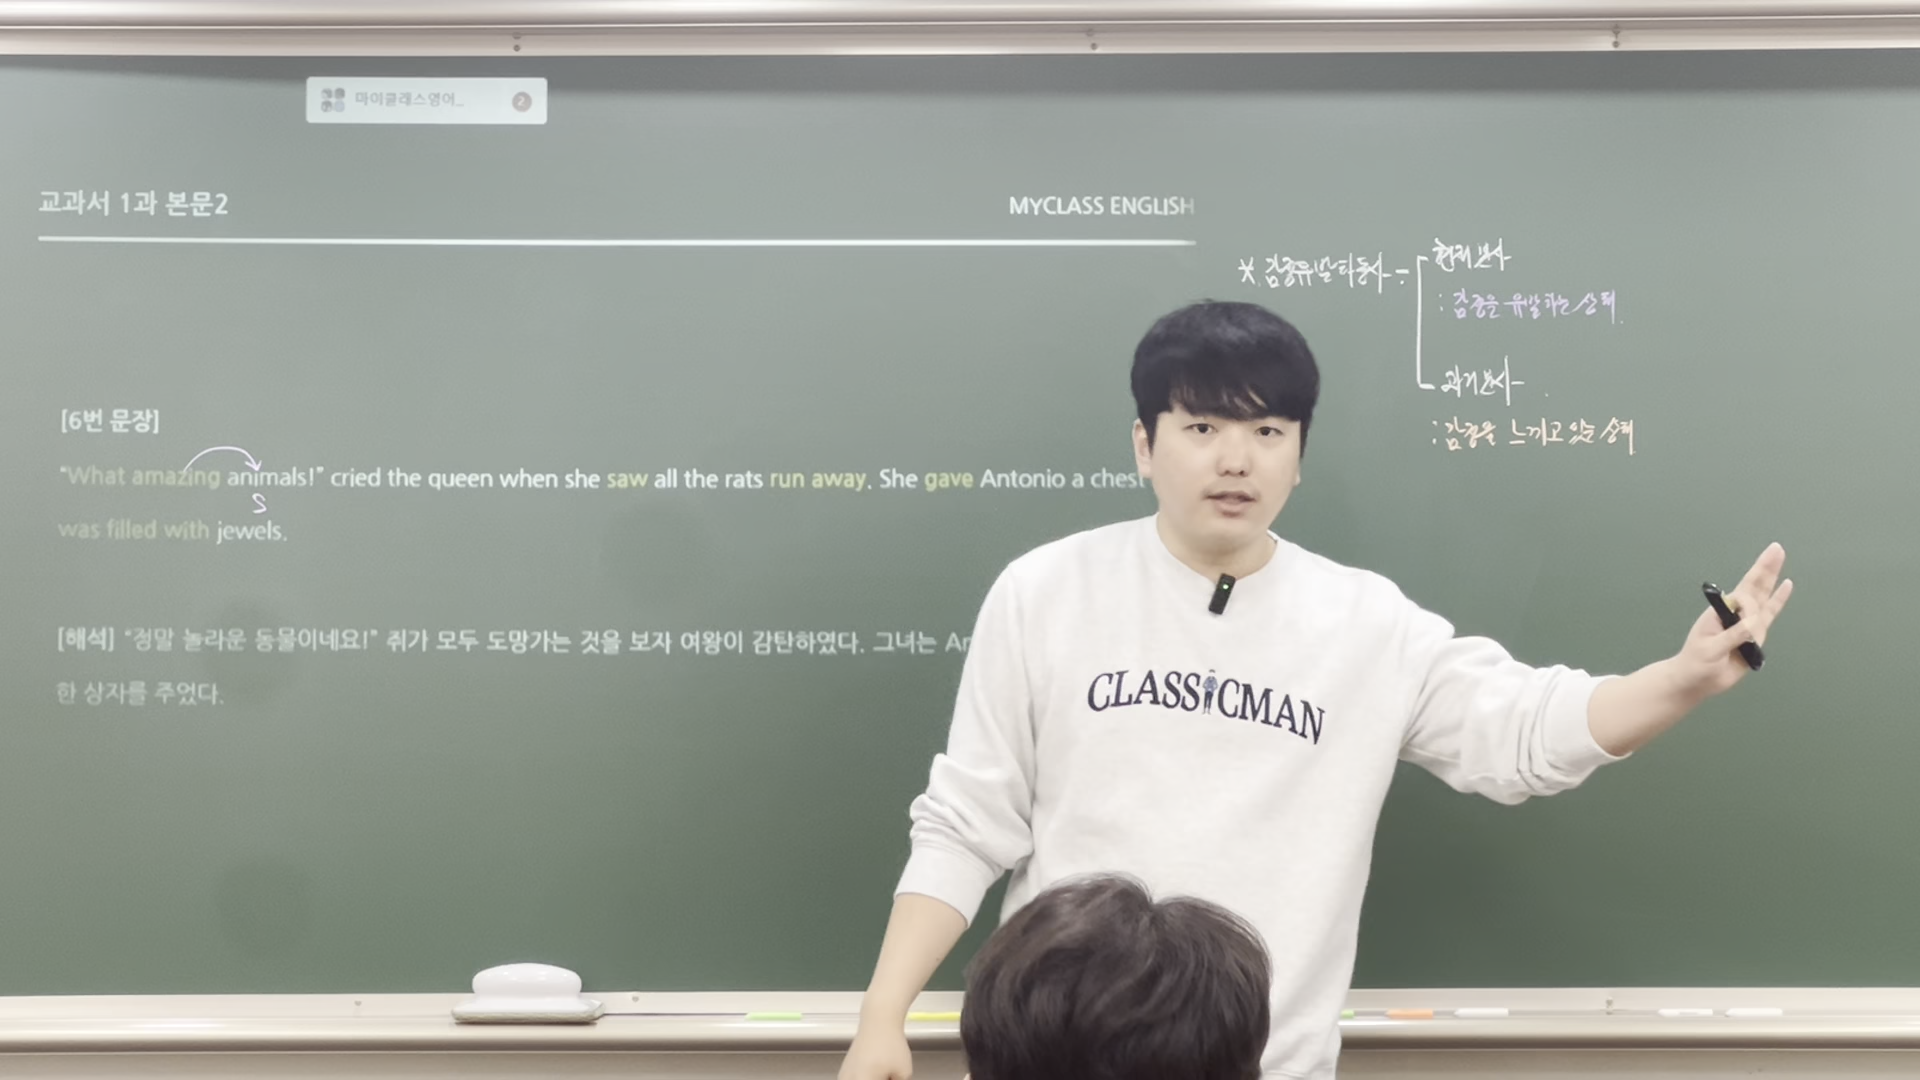 마이클래스영어_ 2
교과서 1과 본문2
MYCLASS ENGLISH
* 감정유발타동사 -:
현재분사
: 감정을 유발하는 상태.
과거분사
: 감정을 느끼고 있는 상태.
[6번 문장]
“What amazing animals!” cried the queen when she saw all the rats run away. She gave Antonio a chest
S
was filled with jewels.
[해석] “정말 놀라운 동물이네요!” 쥐가 모두 도망가는 것을 보자 여왕이 감탄하였다. 그녀는 An
한 상자를 주었다.
CLASSICMAN